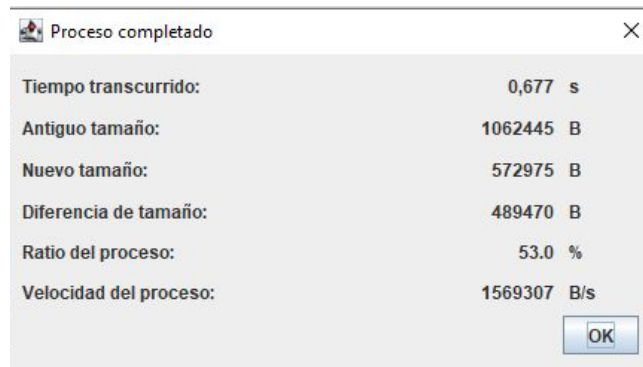 Proceso completado
Tiempo transcurrido: 0,677 s
Antiguo tamaño: 1062445 B
Nuevo tamaño: 572975 B
Diferencia de tamaño: 489470 B
Ratio del proceso: 53.0 %
Velocidad del proceso: 1569307 B/s
OK